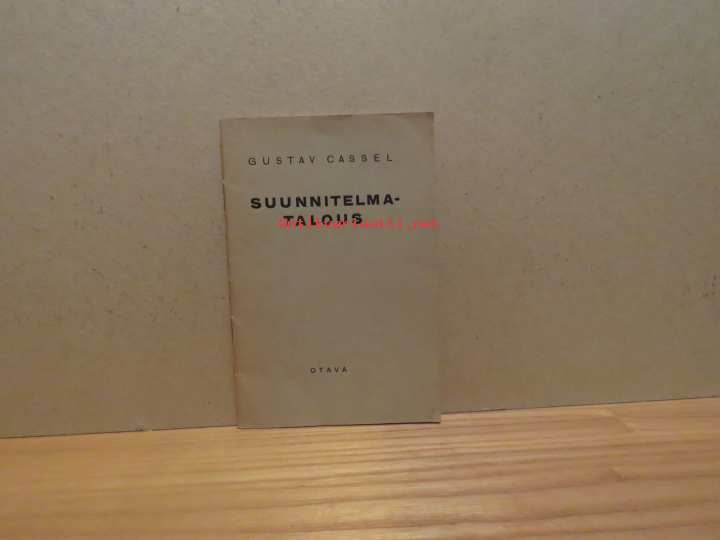 GUSTAV CASSEL
SUUNNITELMA-
TALOUS
OTAVA